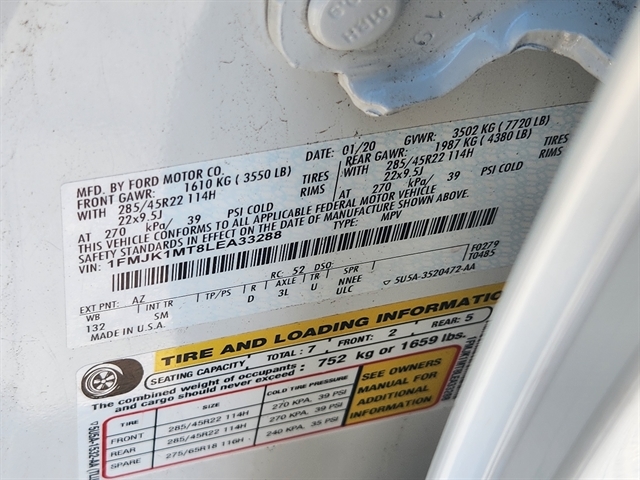 MFD. BY FORD MOTOR CO.
DATE: 01/20 GVWR: 3502 KG ( 7720 LB)
FRONT GAWR: 1610 KG ( 3550 LB)
REAR GAWR: 1987 KG ( 4380 LB)
WITH 285/45R22 114H TIRES
WITH 285/45R22 114H TIRES
22x9.5J RIMS
22x9.5J RIMS
AT 270 kPa/ 39 PSI COLD
AT 270 kPa/ 39 PSI COLD
THIS VEHICLE CONFORMS TO ALL APPLICABLE FEDERAL MOTOR VEHICLE
SAFETY STANDARDS IN EFFECT ON THE DATE OF MANUFACTURE SHOWN ABOVE.
VIN: 1FMJK1MT8LEA33288 TYPE: MPV
F0279
T0485
EXT PNT: AZ RC: 52 DSO:
WB INT TR TP/PS R AXLE TR SPR
132 SM D 3L U NNEE
ULC 5U5A-3520472-AA
MADE IN U.S.A.
TIRE AND LOADING INFORMATION
SEATING CAPACITY TOTAL: 7 FRONT: 2 REAR: 5
The combined weight of occupants
and cargo should never exceed: 752 kg or 1659 lbs.
TIRE SIZE COLD TIRE PRESSURE
FRONT 285/45R22 114H 270 KPA, 39 PSI
REAR 285/45R22 114H 270 KPA, 39 PSI
SPARE 275/65R18 116H 240 KPA, 35 PSI
SEE OWNERS
MANUAL FOR
ADDITIONAL
INFORMATION